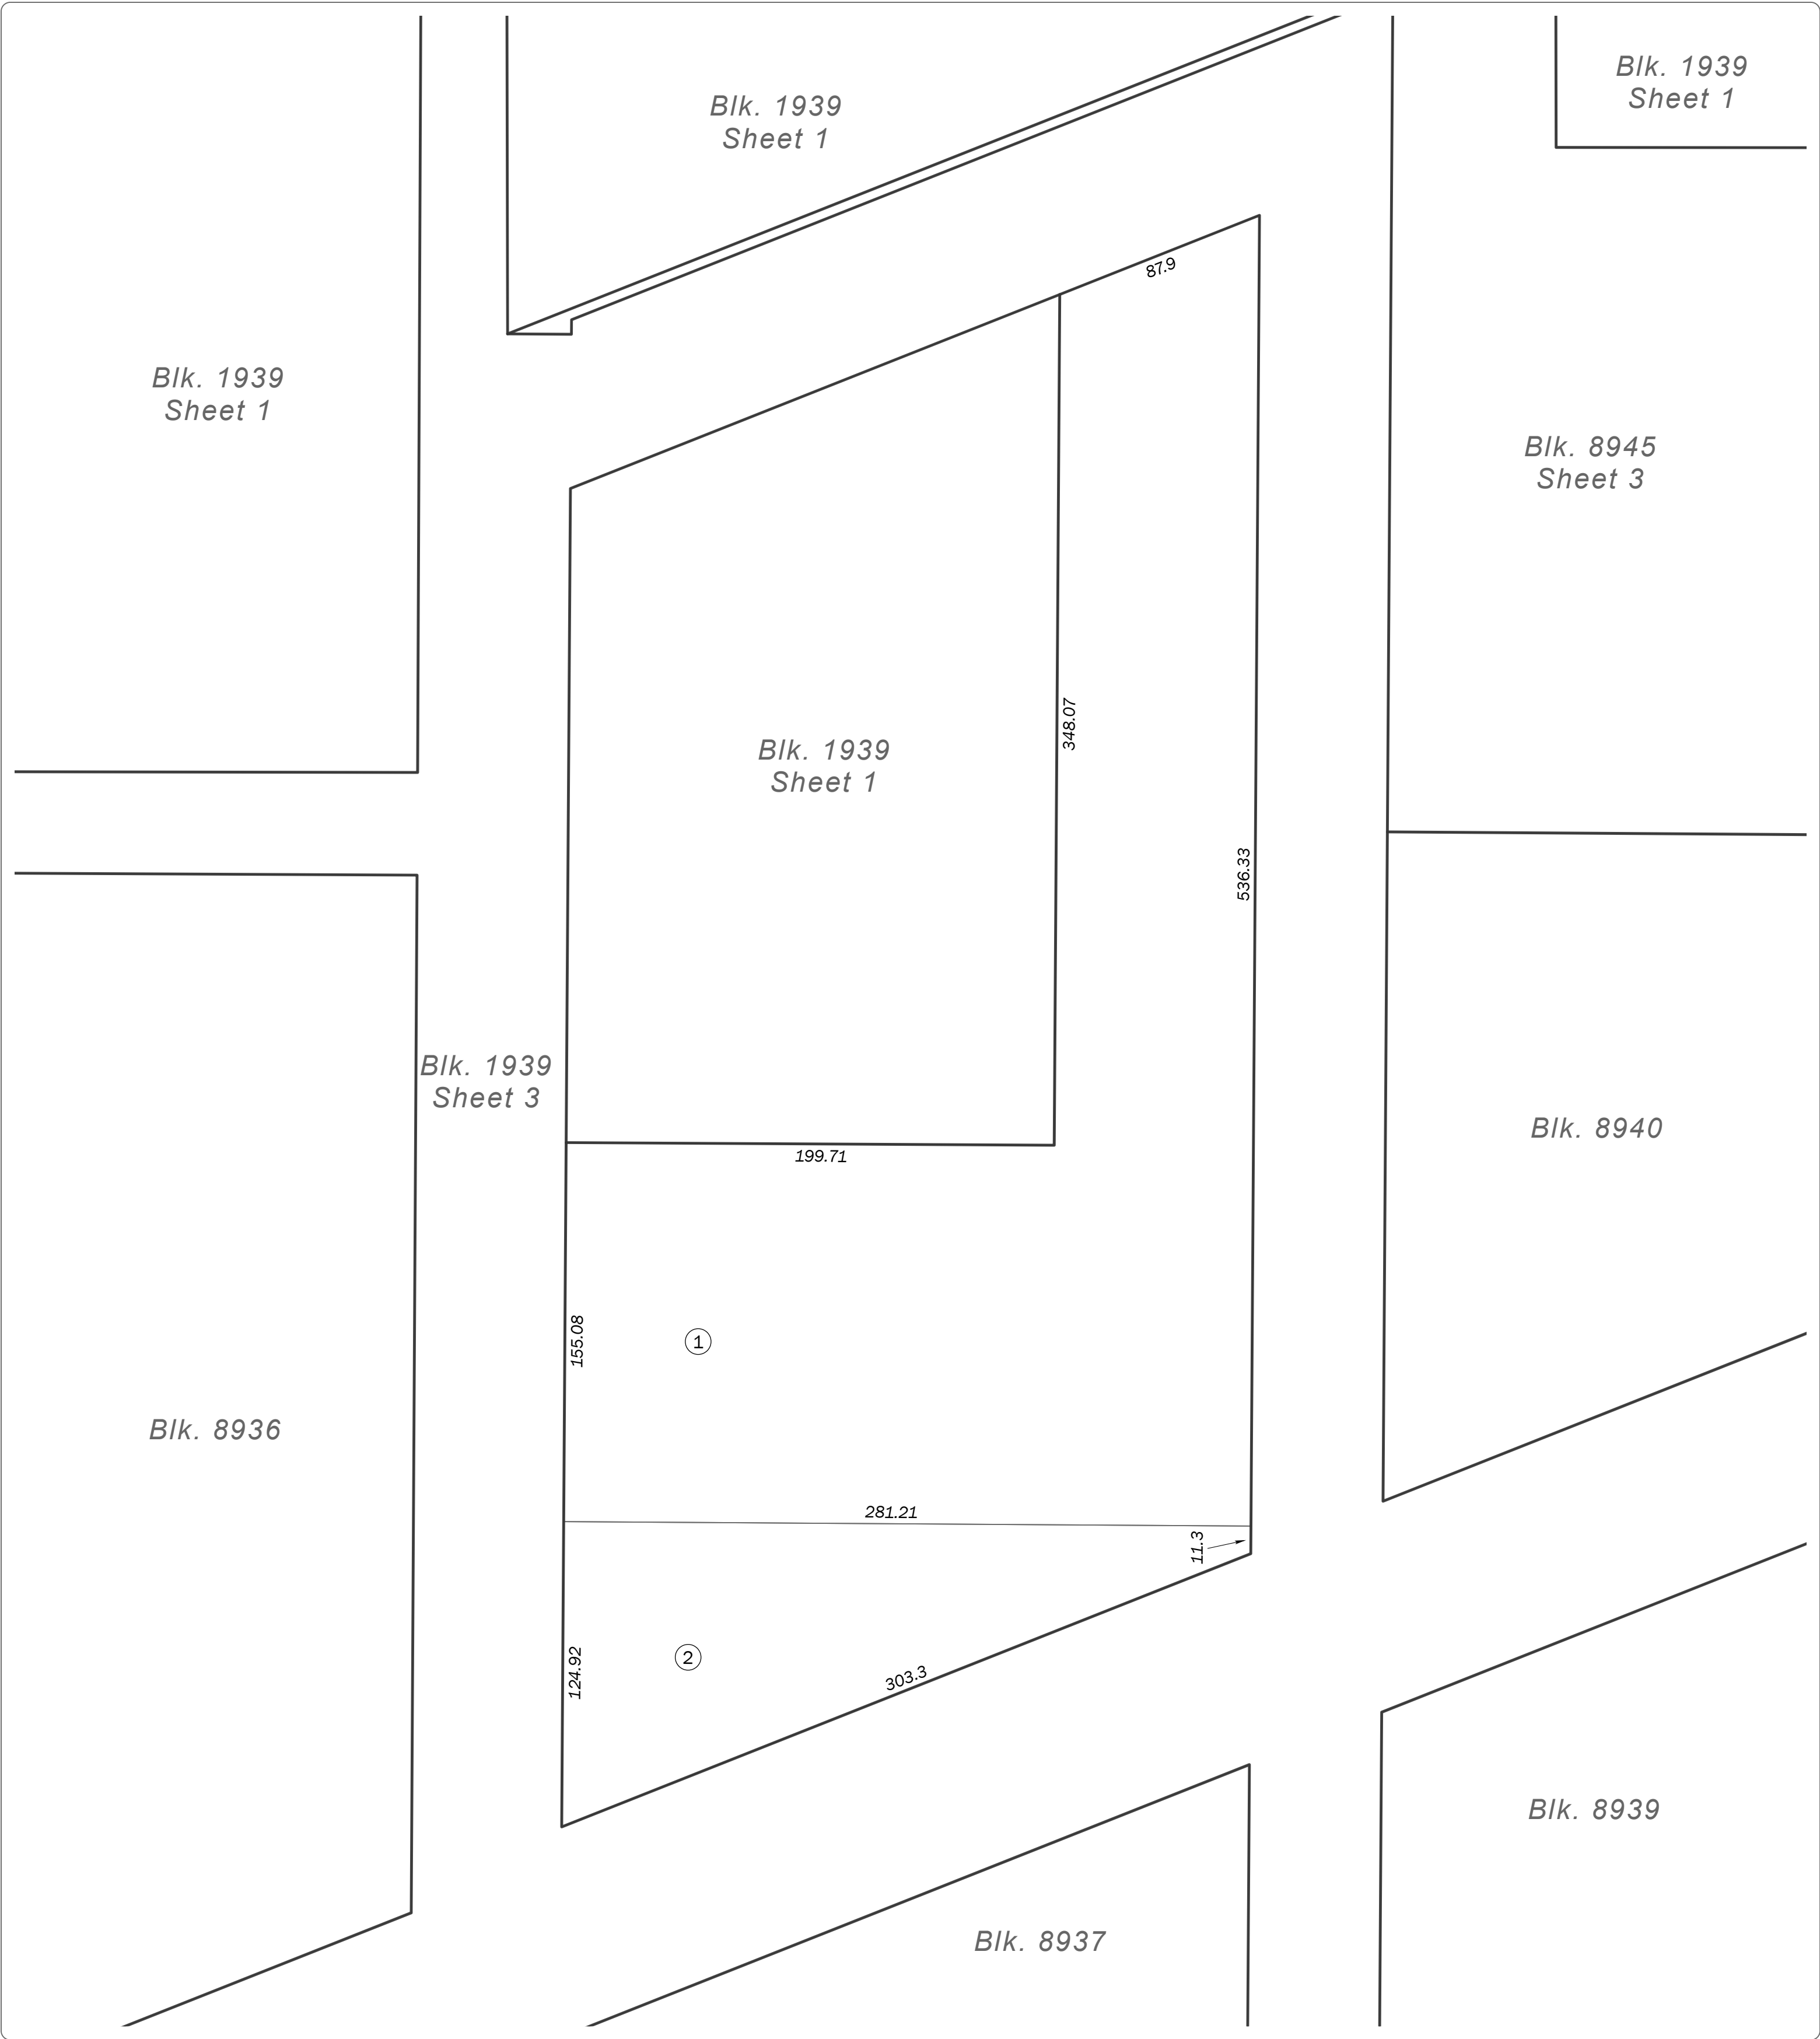 Blk. 1939
Sheet 1
Blk. 1939
Sheet 1
87.9
Blk. 1939
Sheet 1
Blk. 8945
Sheet 3
348.07
Blk. 1939
Sheet 1
536.33
Blk. 1939
Sheet 3
Blk. 8940
199.71
155.08
1
Blk. 8936
281.21
11.3
124.92
2
303.3
Blk. 8939
Blk. 8937